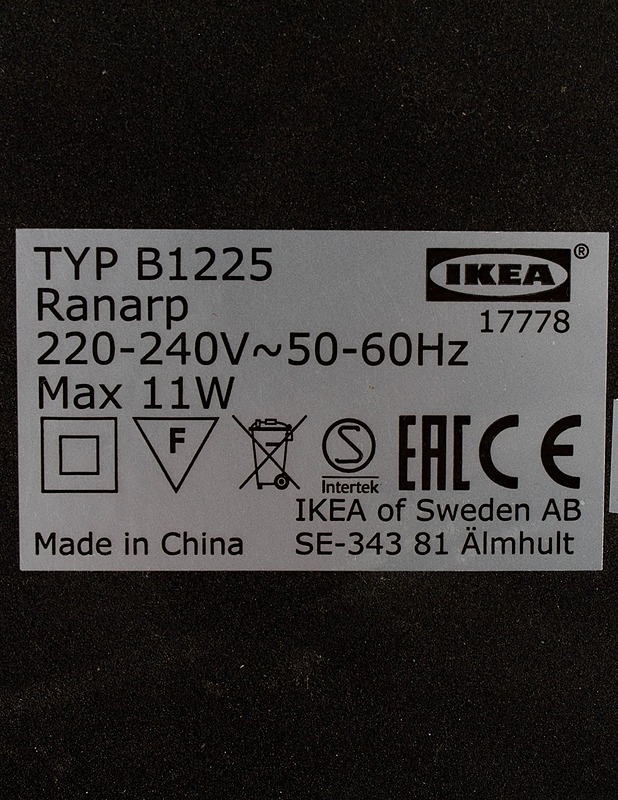 TYP B1225
Ranarp
220-240V~50-60Hz
Max 11W
IKEA®
17778
F
S
Intertek
EAC CE
IKEA of Sweden AB
SE-343 81 Älmhult
Made in China